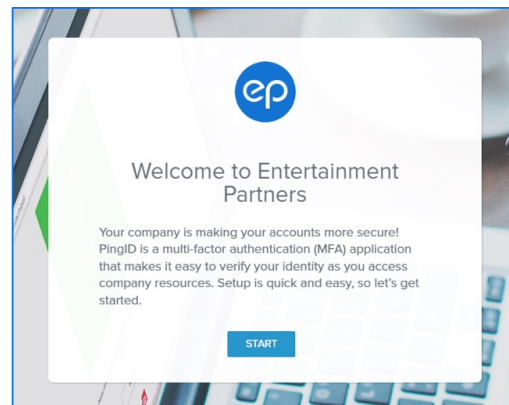 ep
Welcome to Entertainment
Partners
Your company is making your accounts more secure!
PingID is a multi-factor authentication (MFA) application
that makes it easy to verify your identity as you access
company resources. Setup is quick and easy, so let's get
started.
START